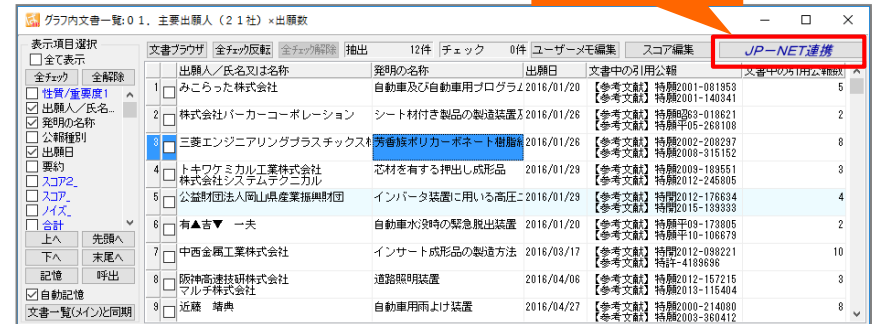 グラフ内文書一覧:01．主要出願人（21社）×出願数
表示項目選択
全て表示
全チェック 全解除
性質/重要度1
出願人／氏名...
発明の名称
公報種別
出願日
要約
スコア2_
スコア_
ノイズ_
合計
上へ 先頭へ
下へ 末尾へ
記憶 呼出
自動記憶
文書一覧(メイン)と同期
文書ブラウザ 全チェック反転 全チェック解除 抽出 12件 チェック 0件 ユーザーメモ編集 スコア編集 JP－NET連携
出願人／氏名又は名称 発明の名称 出願日 文書中の引用公報 文書中の引用公報数
1 みこらった株式会社 自動車及び自動車用プログラム 2016/01/20 【参考文献】特願2001-081953 5
【参考文献】特願2001-140341
2 株式会社バーカーコーポレーション シート材付き製品の製造装置及 2016/01/26 【参考文献】特願昭63-018621 2
【参考文献】特願平05-268108
3 三菱エンジニアリングプラスチックス株 芳香族ポリカーボネート樹脂組 2016/01/26 【参考文献】特願2002-208297 8
【参考文献】特願2008-315152
4 トキワケミカル工業株式会社 芯材を有する押出し成形品 2016/01/26 【参考文献】特願2009-189551 3
株式会社システムテクニカル 【参考文献】特願2012-245805
5 公益財団法人岡山県産業振興財団 インバータ装置に用いる高圧コ 2016/01/29 【参考文献】特開2012-176634 4
【参考文献】特開2015-139333
6 有▲吉▼　一夫 自動車水没時の緊急脱出装置 2016/01/20 【参考文献】特願平09-173805 2
【参考文献】特願平10-106679
7 中西金属工業株式会社 インサート成形品の製造方法 2016/03/17 【参考文献】特開2012-098221 10
【参考文献】特許-4189696
8 阪神高速技研株式会社 道路照明装置 2016/04/06 【参考文献】特願2012-157215 3
マルチ株式会社 【参考文献】特願2013-115404
9 近藤　靖典 自動車用雨よけ装置 2016/04/27 【参考文献】特願2000-214080 8
【参考文献】特願2003-360412